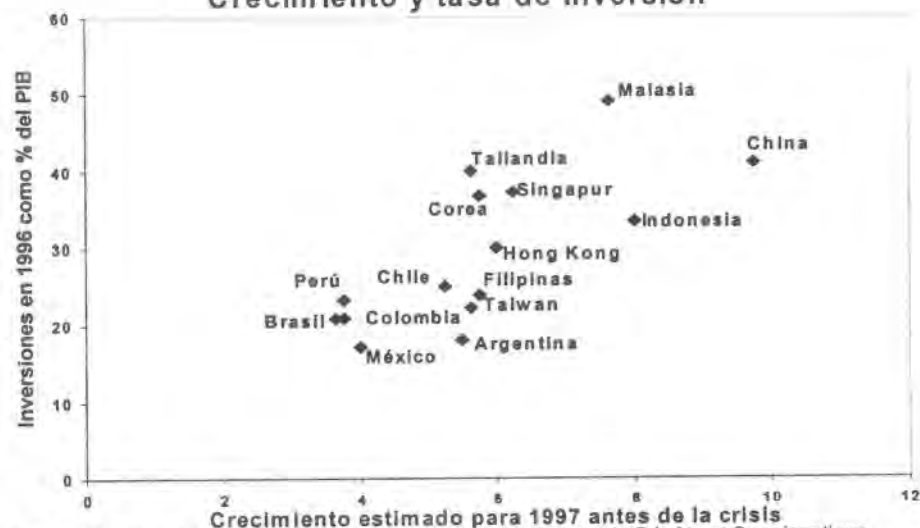 Crecimiento y tasa de inversión
Inversiones en 1996 como % del PIB
60
50
40
30
20
10
0
Malasia
China
Tailandia
Singapur
Corea
Indonesia
Hong Kong
Perú
Chile
Filipinas
Taiwan
Brasil
Colombia
Argentina
México
0
2
4
6
8
10
12
Crecimiento estimado para 1997 antes de la crisis